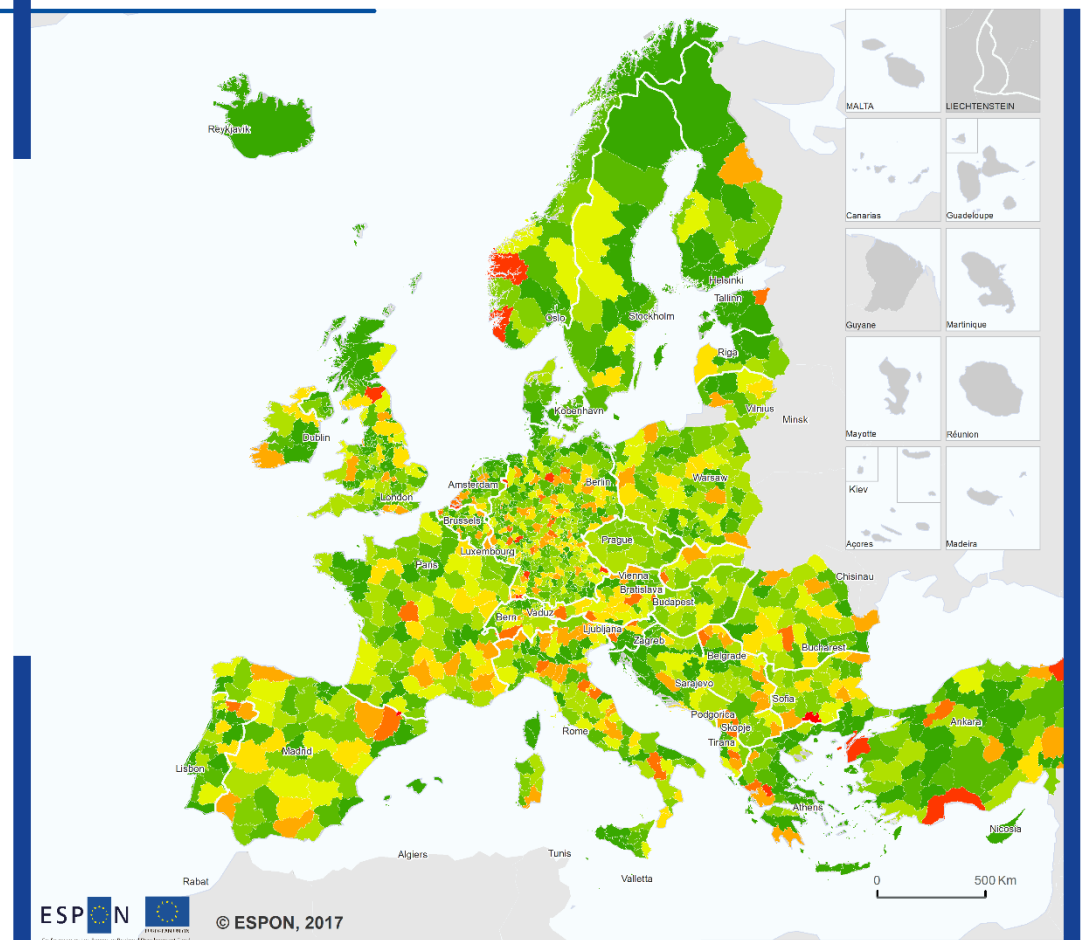 MALTA
LIECHTENSTEIN
Reykjavík
Canarias
Guadeloupe
Helsinki
Tallinn
Oslo
Stockholm
Guyane
Martinique
Riga
København
Vilnius
Minsk
Mayotte
Réunion
Dublin
Amsterdam
Berlin
Warsaw
London
Kiev
Brussels
Prague
Açores
Madeira
Luxembourg
Paris
Vienna
Chisinau
Bratislava
Budapest
Bern
Vaduz
Ljubljana
Zagreb
Bucharest
Belgrade
Sarajevo
Sofia
Podgorica
Skopje
Rome
Tirana
Ankara
Madrid
Lisbon
Athens
Nicosia
Algiers
Tunis
Valletta
Rabat
0 500 Km
ESPON
© ESPON, 2017